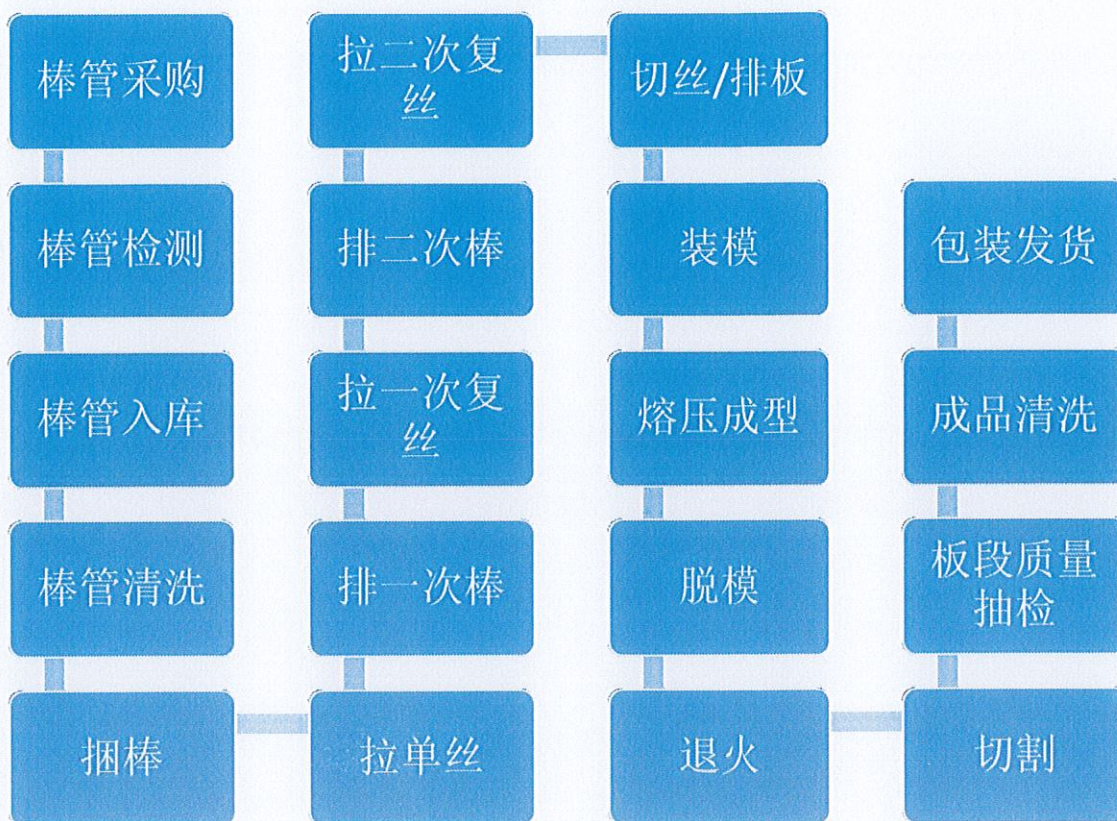 棒管采购
棒管检测
棒管入库
棒管清洗
捆棒
拉单丝
排一次棒
拉一次复
丝
排二次棒
拉二次复
丝
切丝/排板
装模
熔压成型
脱模
退火
切割
板段质量
抽检
成品清洗
包装发货